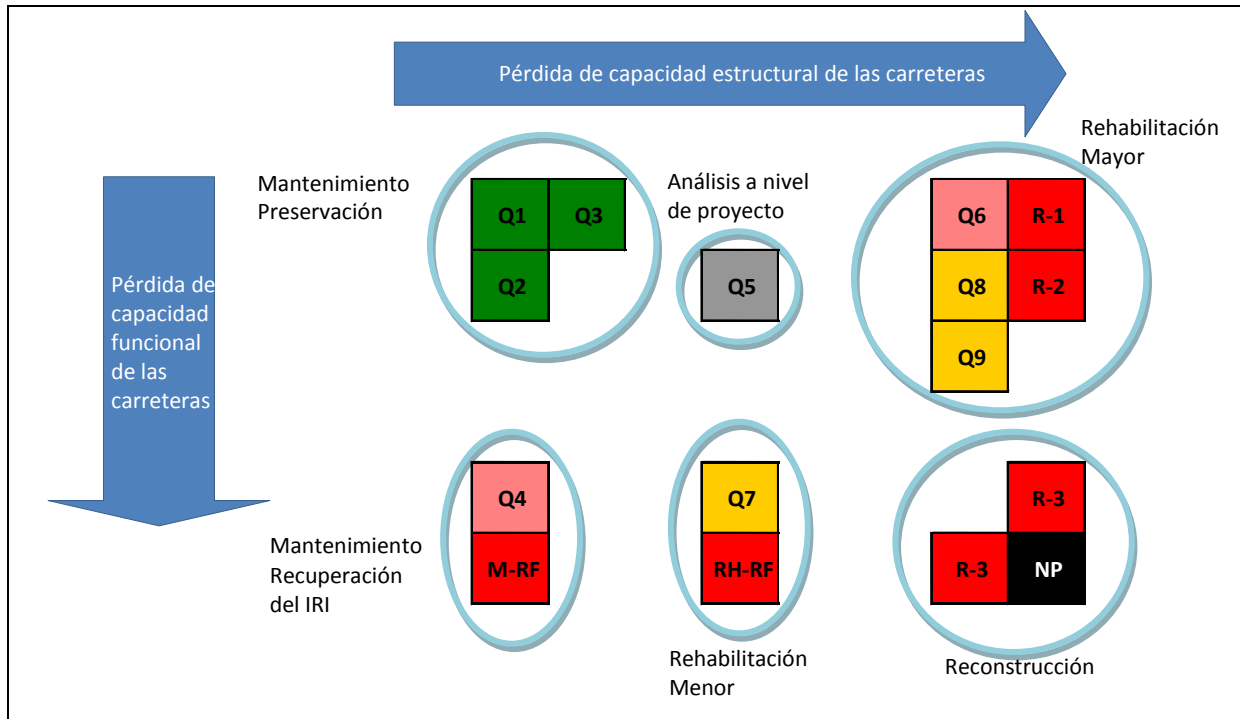 Pérdida de capacidad estructural de las carreteras
Rehabilitación
Mayor
Mantenimiento
Preservación
Análisis a nivel
de proyecto
Q1
Q3
Q6
R-1
Pérdida de
capacidad
funcional
de las
carreteras
Q2
Q5
Q8
R-2
Q9
Q4
Q7
R-3
Mantenimiento
Recuperación
del IRI
M-RF
RH-RF
R-3
NP
Rehabilitación
Menor
Reconstrucción